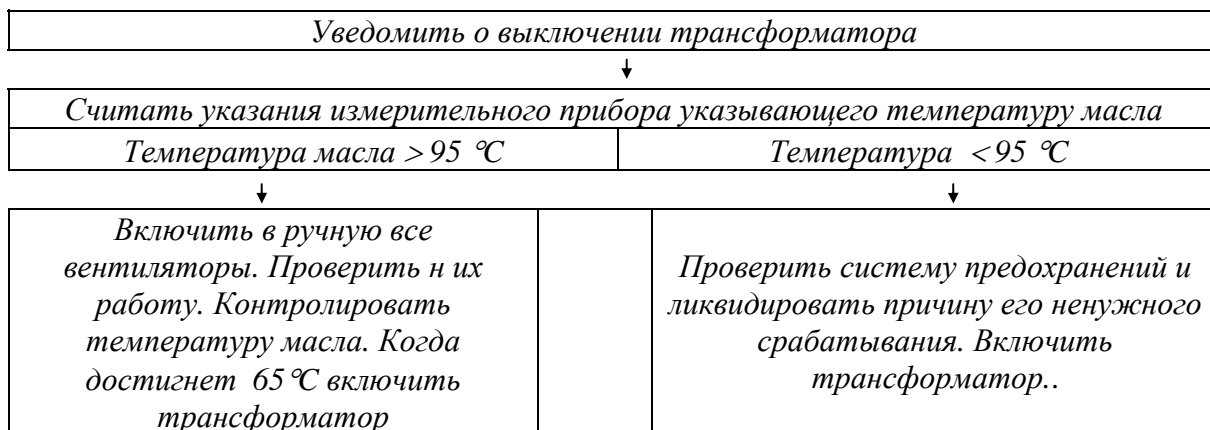 Уведомить о выключении трансформатора
Считать указания измерительного прибора указывающего температуру масла
Температура масла > 95 ℃
Температура < 95 ℃
Включить в ручную все
вентиляторы. Проверить н их
работу. Контролировать
температуру масла. Когда
достигнет 65℃ включить
трансформатор
Проверить систему предохранений и
ликвидировать причину его ненужного
срабатывания. Включить
трансформатор..